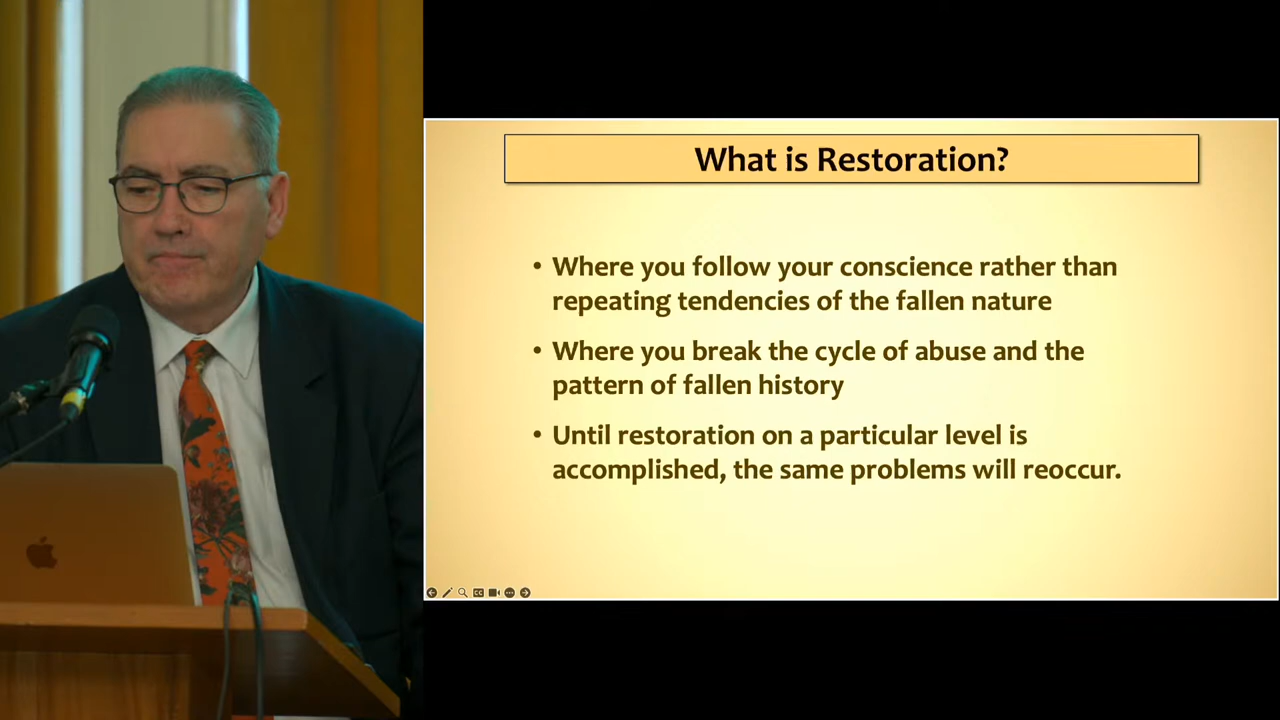 What is Restoration?
• Where you follow your conscience rather than
repeating tendencies of the fallen nature
• Where you break the cycle of abuse and the
pattern of fallen history
• Until restoration on a particular level is
accomplished, the same problems will reoccur.